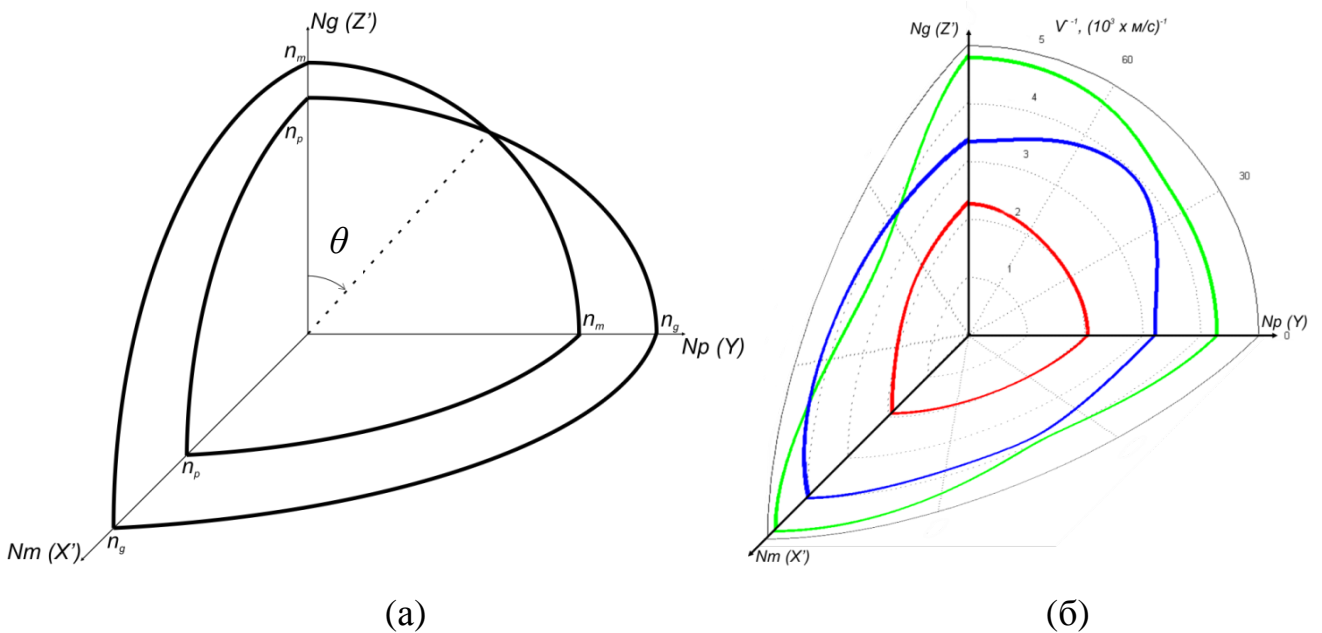 Ng (Z’)
n_m
n_p
θ
n_m
n_g
Np (Y)
n_p
n_g
Nm (X’)
(а)
Ng (Z’)
V⁻¹, (10³ x м/с)⁻¹
5
60
4
3
30
2
1
Np (Y)
0
Nm (X’)
(б)